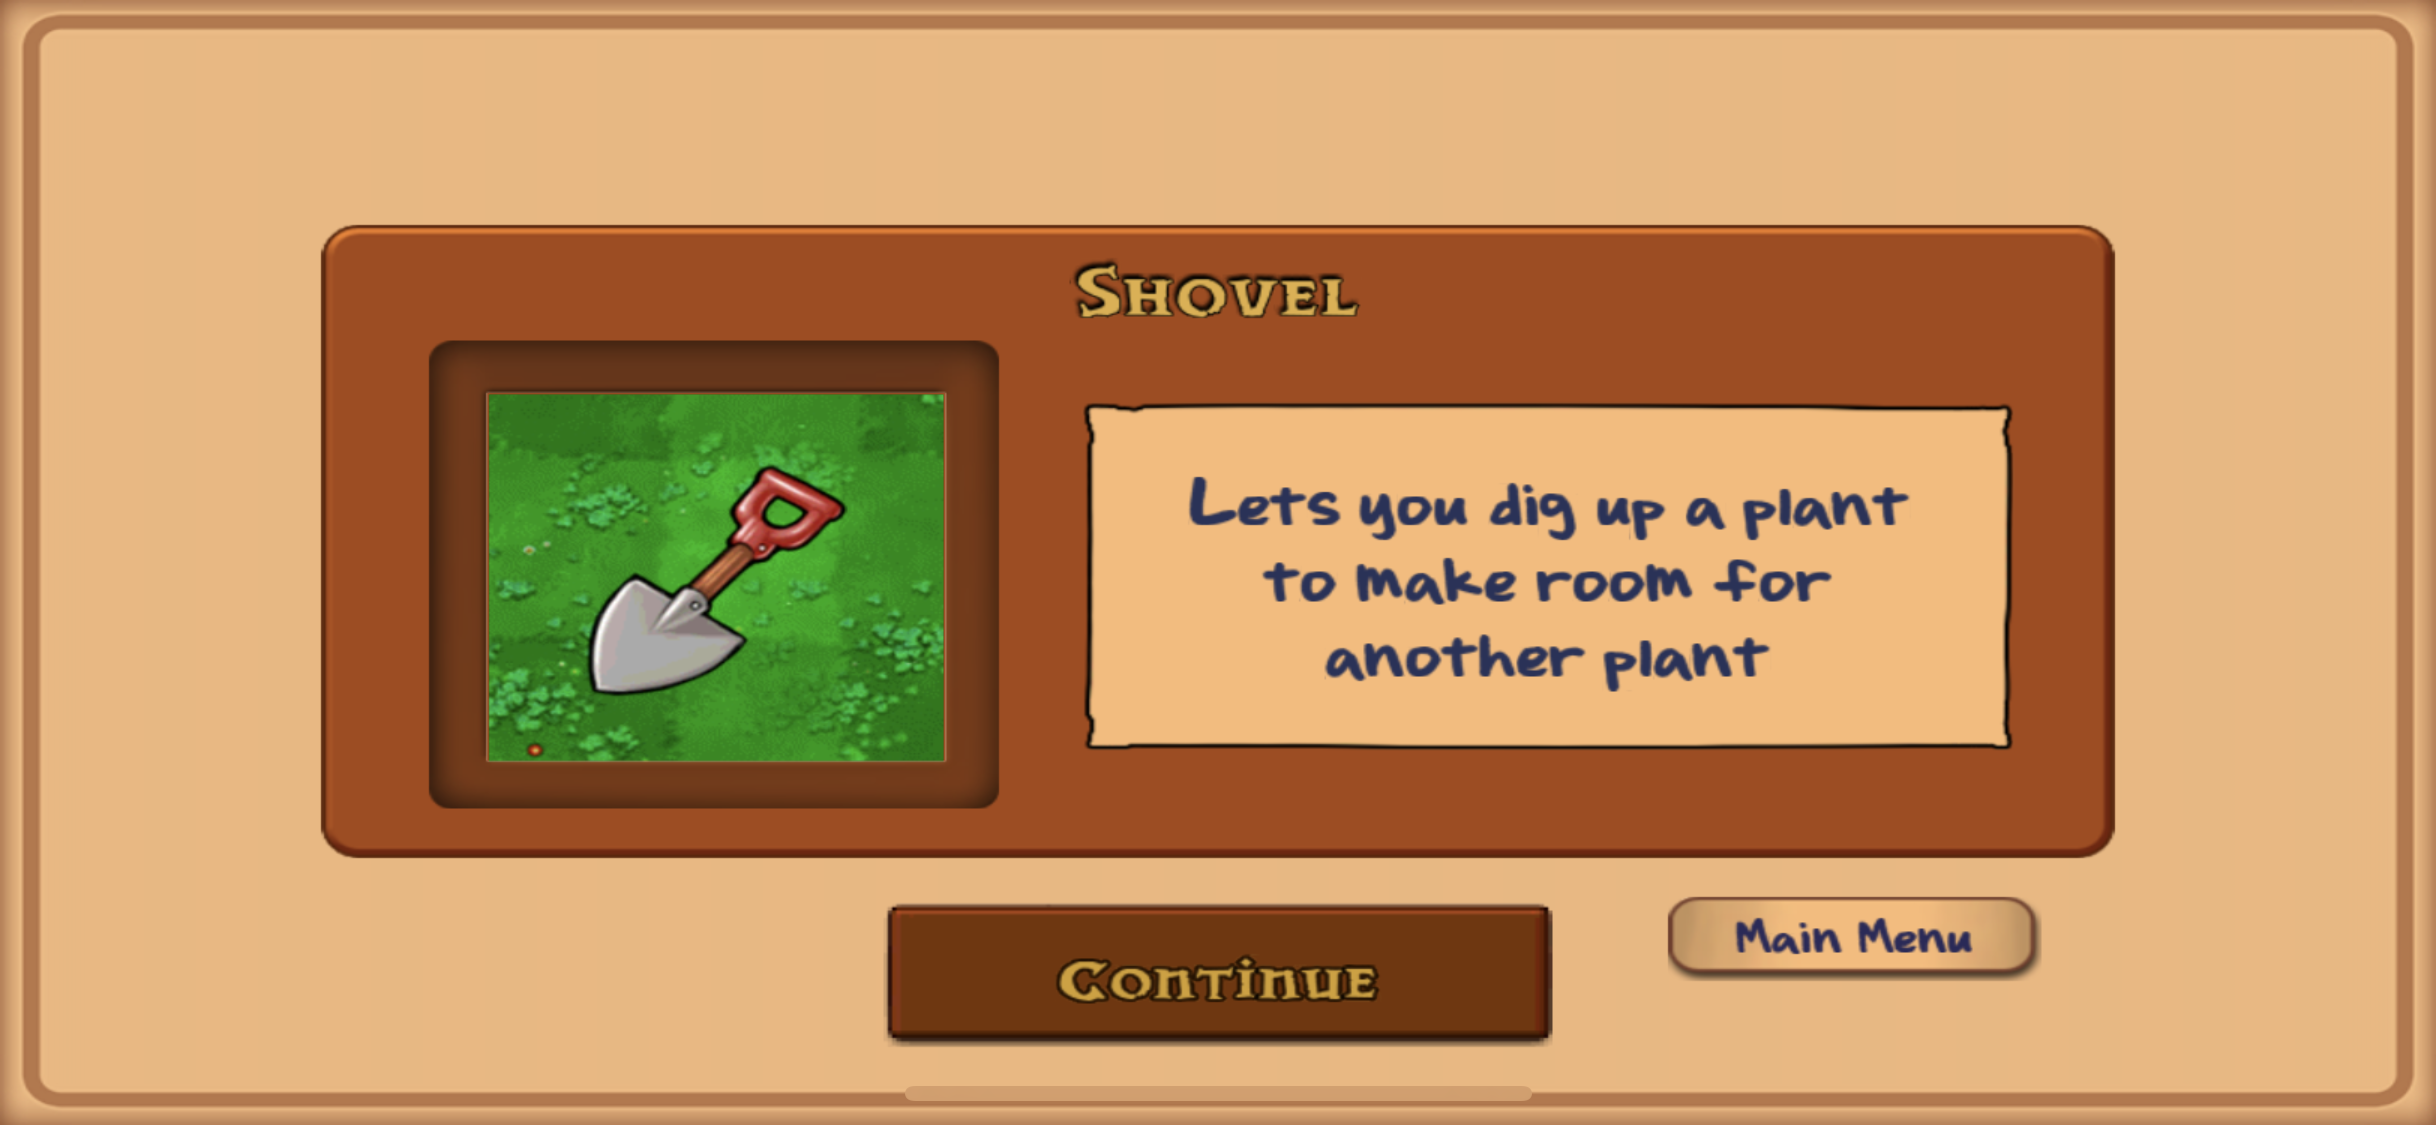 Shovel
Lets you dig up a plant
to make room for
another plant
Continue
Main Menu